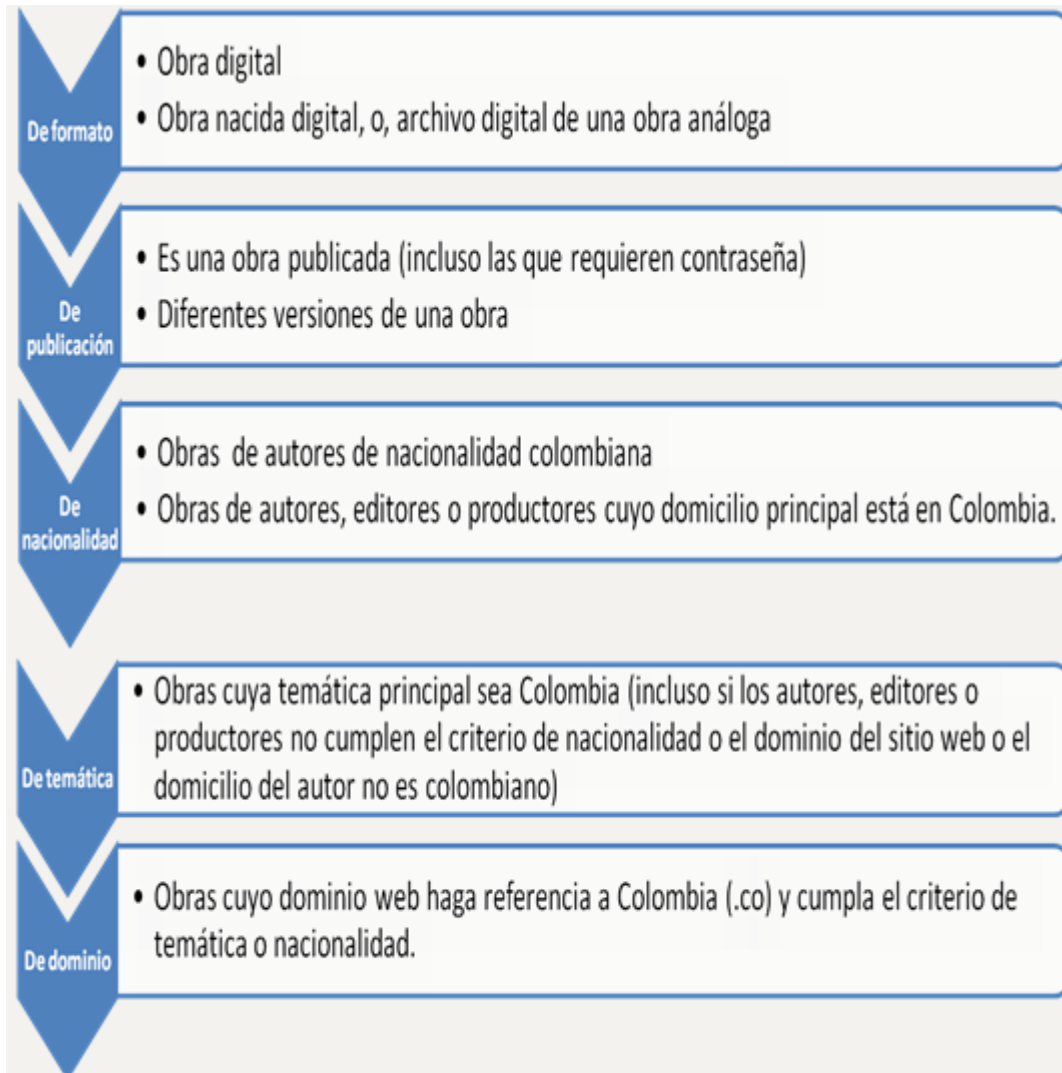 De formato
• Obra digital
• Obra nacida digital, o, archivo digital de una obra análoga
De
publicación
• Es una obra publicada (incluso las que requieren contraseña)
• Diferentes versiones de una obra
De
nacionalidad
• Obras de autores de nacionalidad colombiana
• Obras de autores, editores o productores cuyo domicilio principal está en Colombia.
De temática
• Obras cuya temática principal sea Colombia (incluso si los autores, editores o
productores no cumplen el criterio de nacionalidad o el dominio del sitio web o el
domicilio del autor no es colombiano)
De dominio
• Obras cuyo dominio web haga referencia a Colombia (.co) y cumpla el criterio de
temática o nacionalidad.